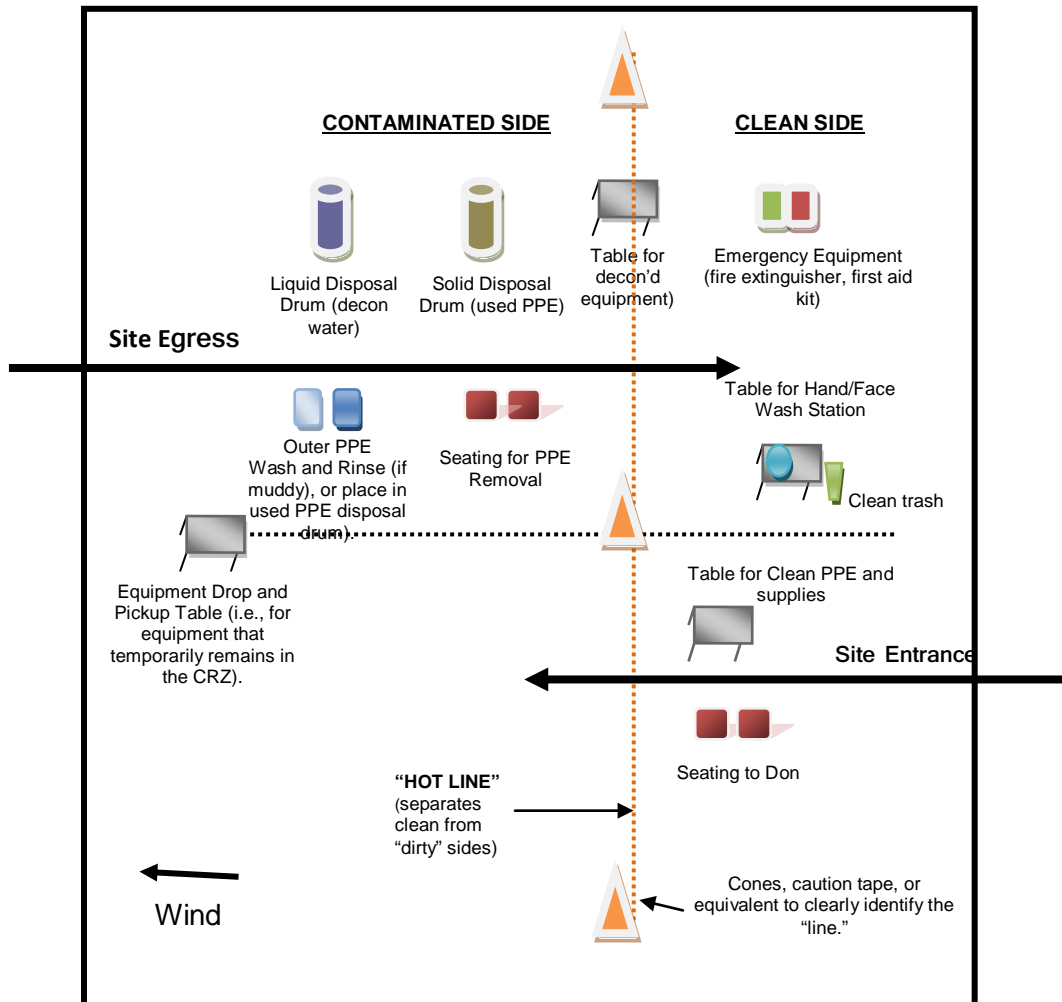 CONTAMINATED SIDE
CLEAN SIDE
Liquid Disposal
Drum (decon
water)
Solid Disposal
Drum (used PPE)
Table for
decon’d
equipment)
Emergency Equipment
(fire extinguisher, first aid
kit)
Site Egress
Table for Hand/Face
Wash Station
Outer PPE
Wash and Rinse (if
muddy), or place in
used PPE disposal
drum).
Seating for PPE
Removal
Clean trash
Equipment Drop and
Pickup Table (i.e., for
equipment that
temporarily remains in
the CRZ).
Table for Clean PPE and
supplies
Site Entrance
Seating to Don
“HOT LINE”
(separates
clean from
“dirty” sides)
Wind
Cones, caution tape, or
equivalent to clearly identify the
“line.”